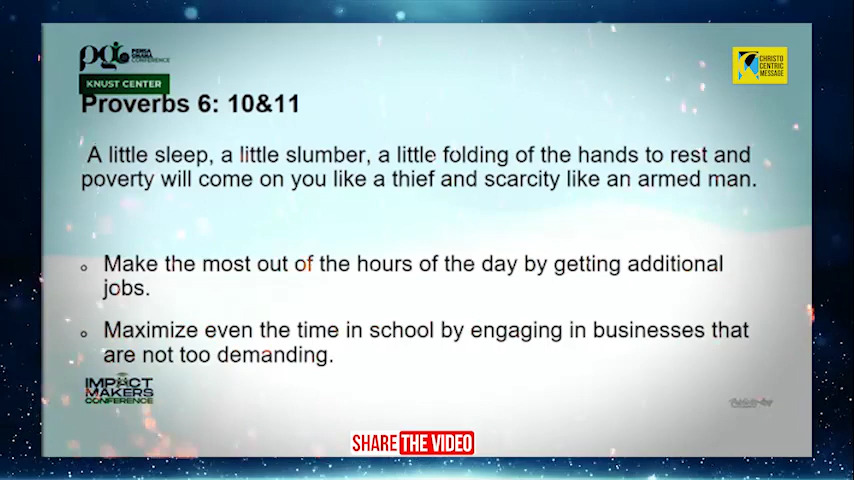 PENSA
GHANA
CONFERENCE
KNUST CENTER
CHRISTO
CENTRIC
MESSAGE
Proverbs 6: 10&11
A little sleep, a little slumber, a little folding of the hands to rest and
poverty will come on you like a thief and scarcity like an armed man.
Make the most out of the hours of the day by getting additional
jobs.
Maximize even the time in school by engaging in businesses that
are not too demanding.
IMPACT
MAKERS
CONFERENCE
SHARE THE VIDEO